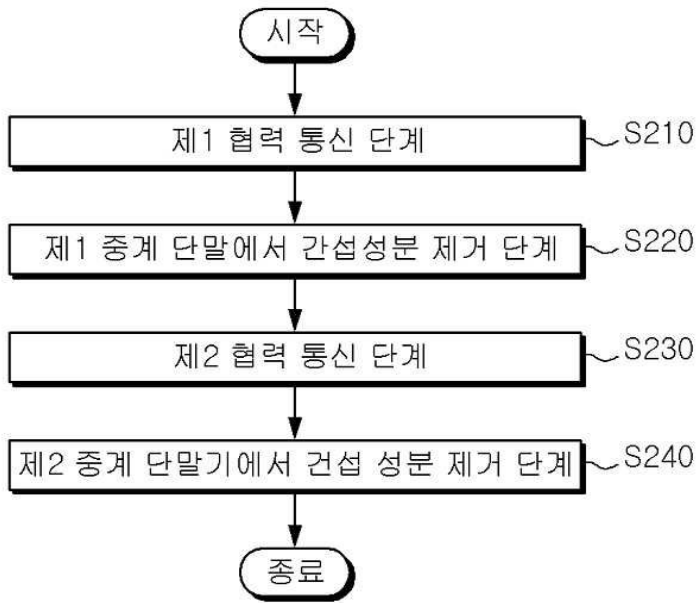 시작
제1 협력 통신 단계
S210
제1 중계 단말에서 간섭성분 제거 단계
S220
제2 협력 통신 단계
S230
제2 중계 단말기에서 건섭 성분 제거 단계
S240
종료